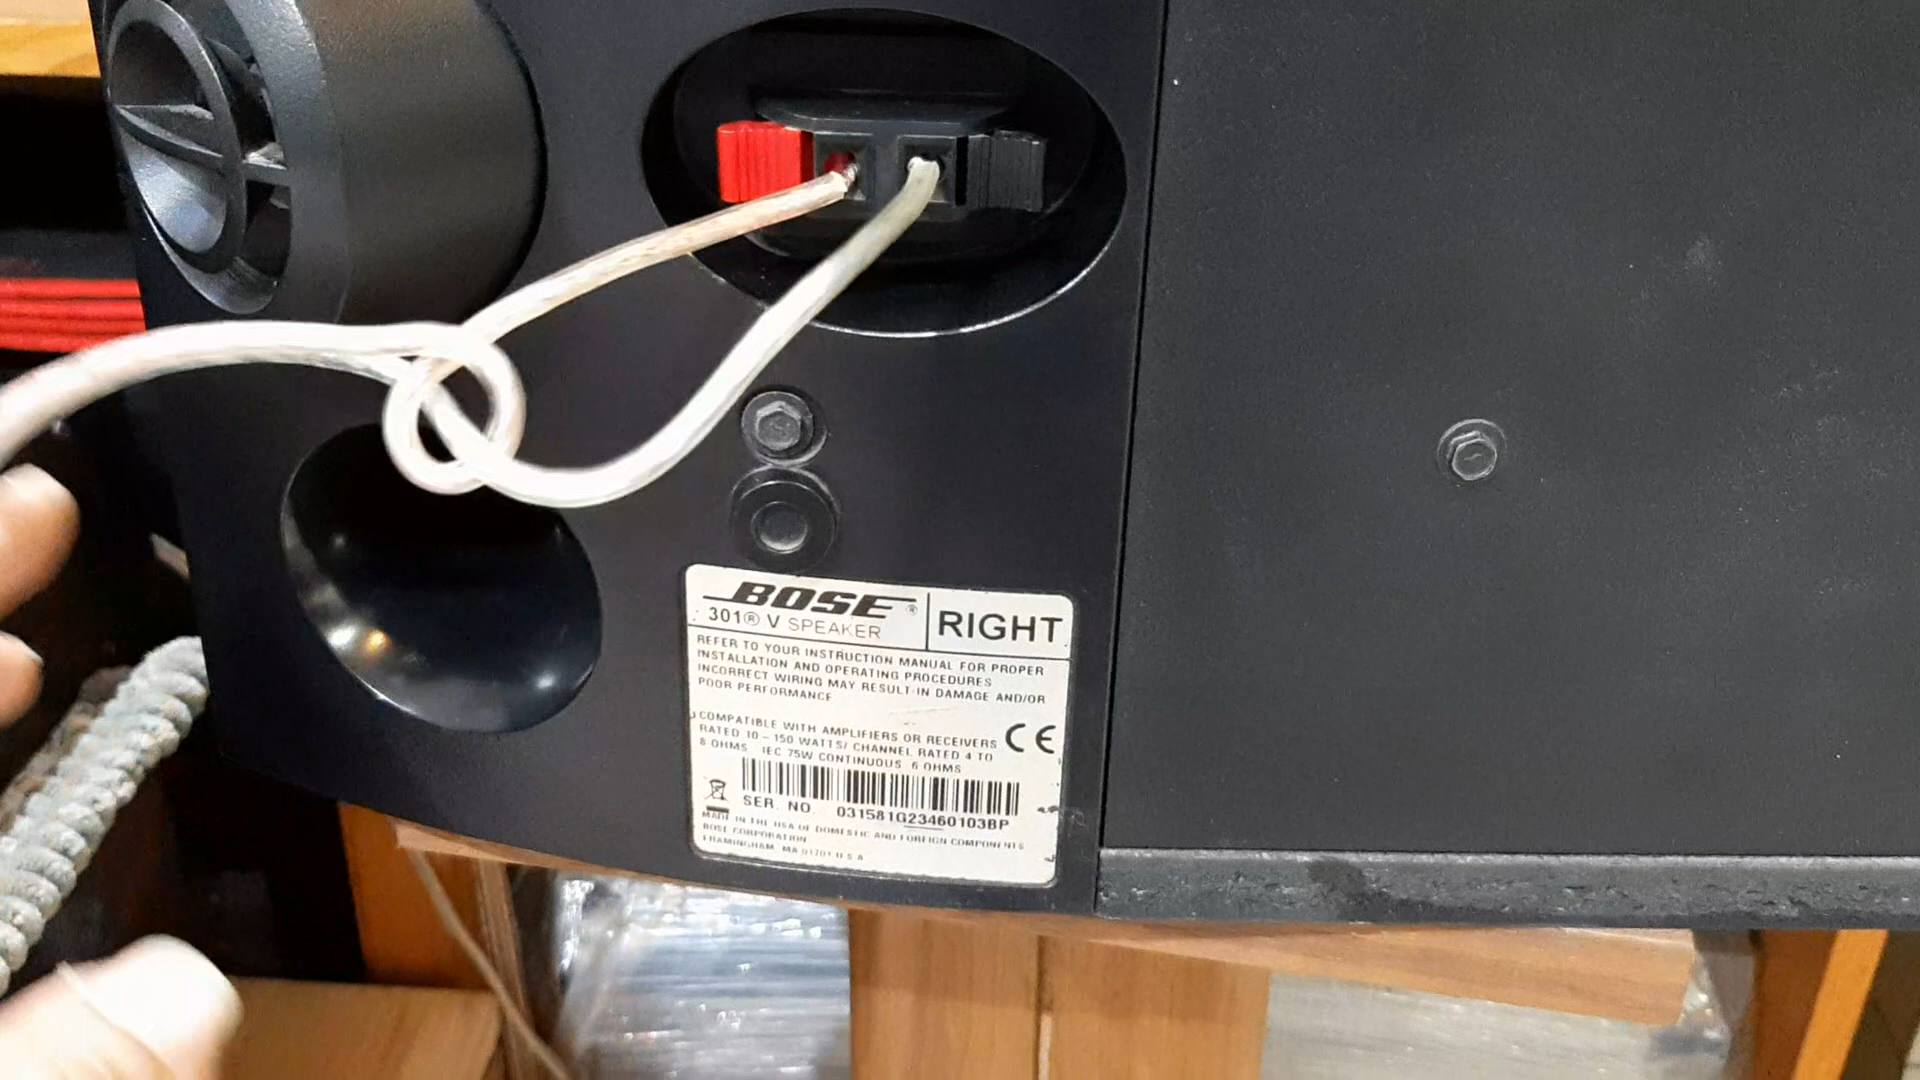 BOSE®
301® V SPEAKER
RIGHT
REFER TO YOUR INSTRUCTION MANUAL FOR PROPER
INSTALLATION AND OPERATING PROCEDURES
INCORRECT WIRING MAY RESULT IN DAMAGE AND/OR
POOR PERFORMANCE
COMPATIBLE WITH AMPLIFIERS OR RECEIVERS
RATED 10 - 150 WATTS/ CHANNEL RATED 4 TO
8 OHMS IEC 75W CONTINUOUS 6 OHMS
CE
SER. NO. 031581G23460103BP
MADE IN THE USA OF DOMESTIC AND FOREIGN COMPONENTS
BOSE CORPORATION
FRAMINGHAM, MA 01701 U S A